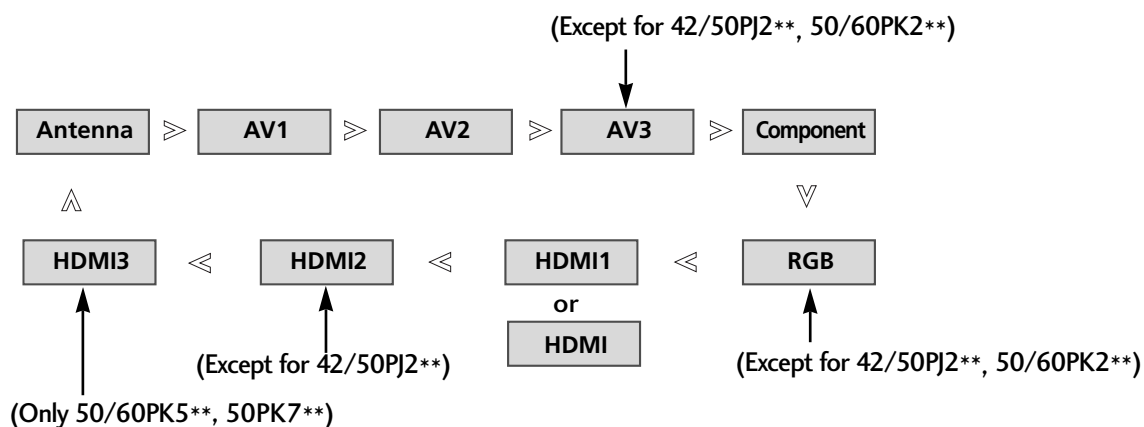 (Except for 42/50PJ2**, 50/60PK2**)
Antenna AV1 AV2 AV3 Component
HDMI3 HDMI2 HDMI1 RGB
or
HDMI
(Except for 42/50PJ2**) (Except for 42/50PJ2**, 50/60PK2**)
(Only 50/60PK5**, 50PK7**)